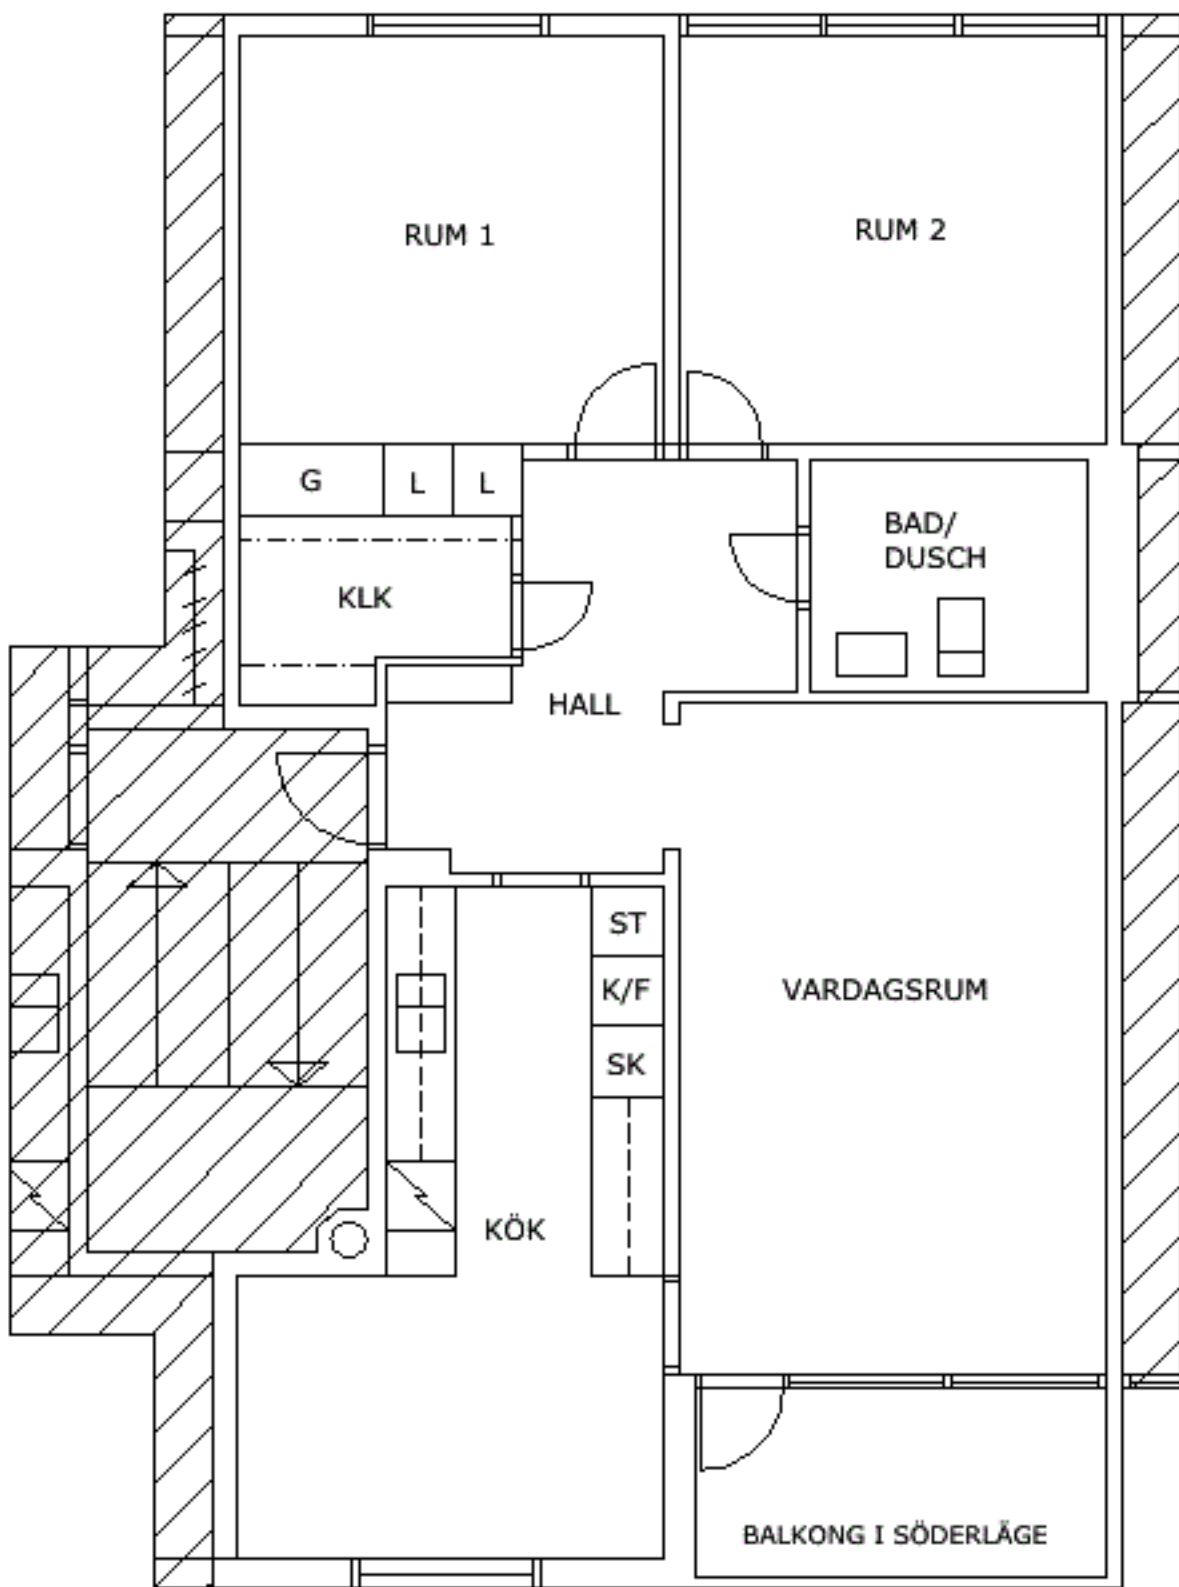 RUM 1
RUM 2
G
L
L
BAD/
DUSCH
KLK
HALL
ST
K/F
VARDAGSRUM
SK
KÖK
BALKONG I SÖDERLÄGE